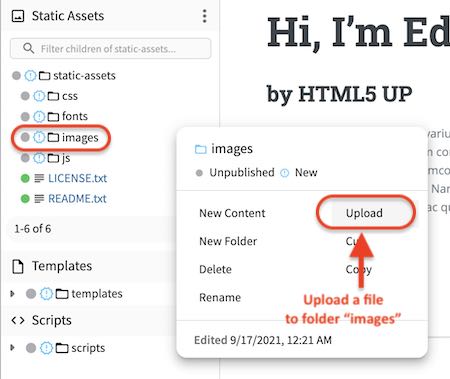 Static Assets
Filter children of static-assets...
static-assets
css
fonts
images
js
LICENSE.txt
README.txt
1-6 of 6
Templates
templates
Scripts
scripts
Hi, I'm Ed
by HTML5 UP
images
Unpublished New
New Content Upload
New Folder
Delete
Rename
Upload a file
to folder "images"
Edited 9/17/2021, 12:21 AM